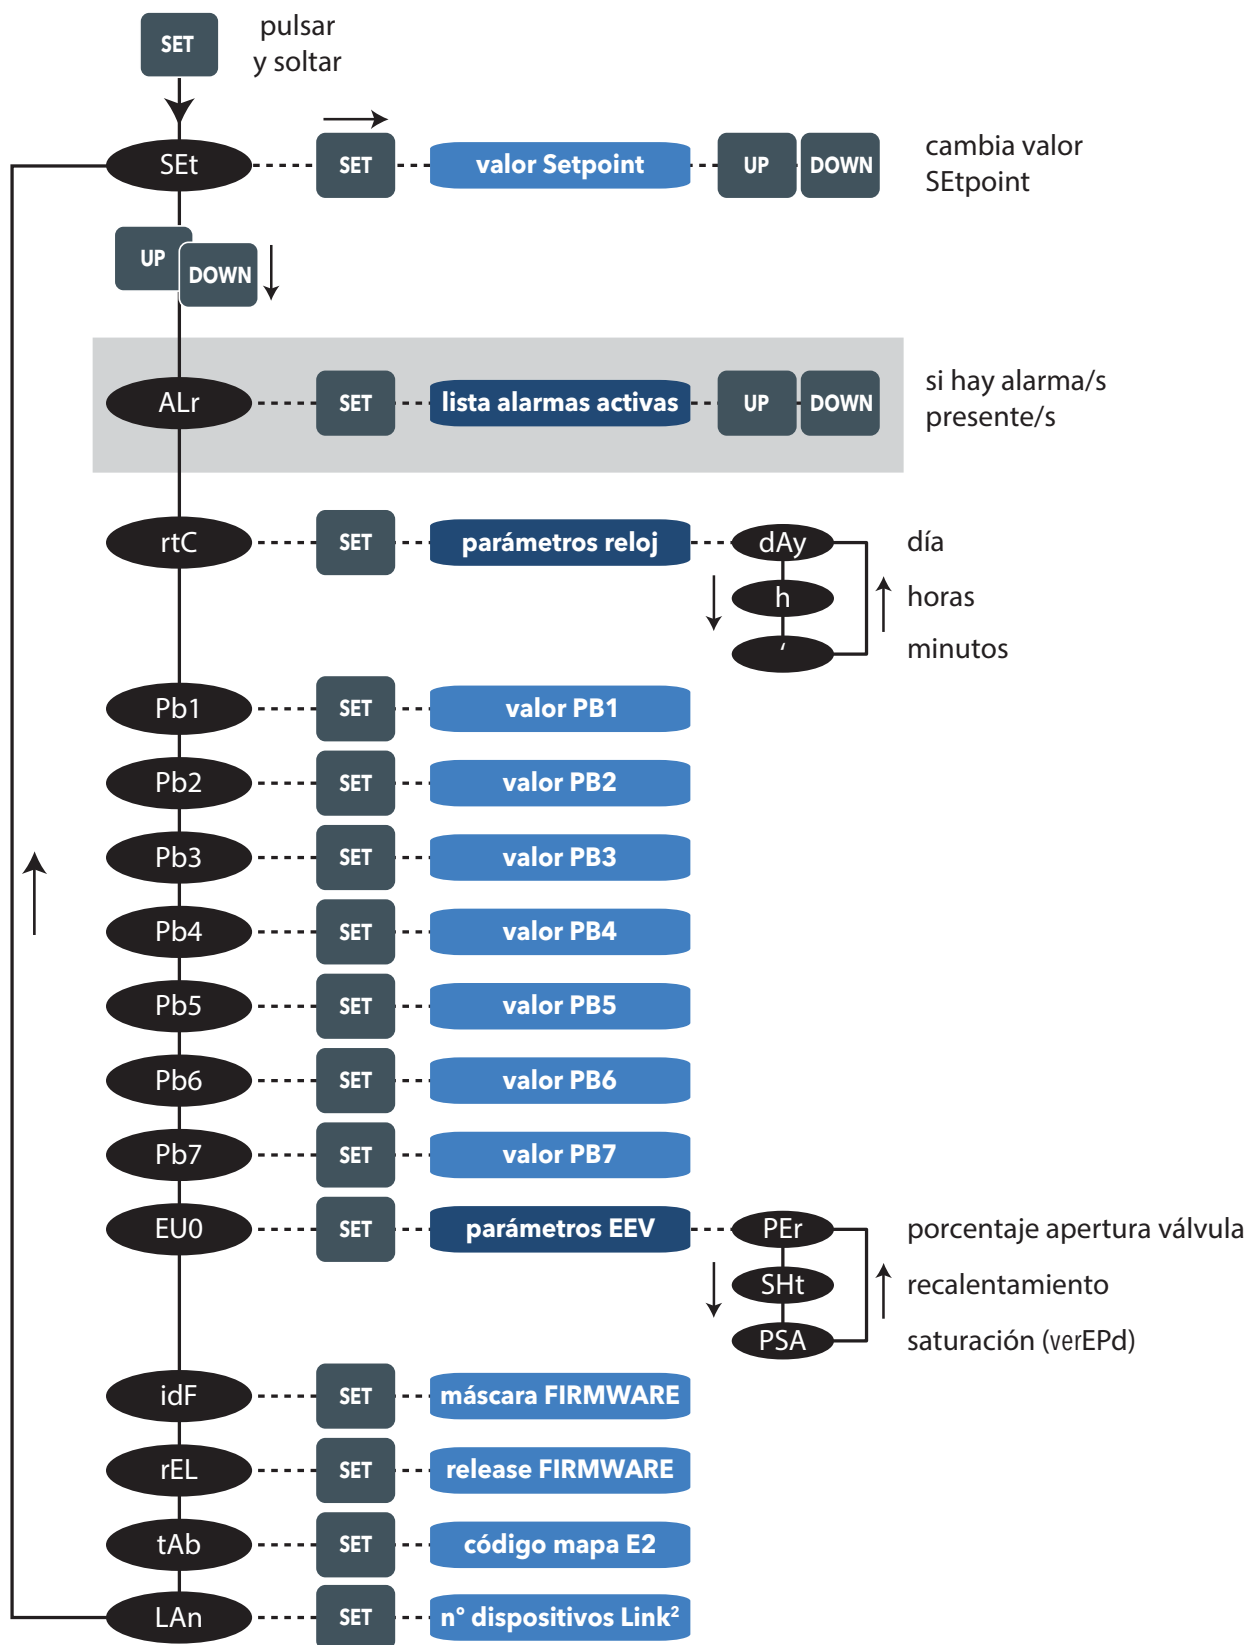 SET
pulsar
y soltar
SEt
SET
valor Setpoint
UP
DOWN
cambia valor
SEtpoint
UP
DOWN
ALr
SET
lista alarmas activas
UP
DOWN
si hay alarma/s
presente/s
rtC
SET
parámetros reloj
dAy
día
h
horas
‘
minutos
Pb1
SET
valor PB1
Pb2
SET
valor PB2
Pb3
SET
valor PB3
Pb4
SET
valor PB4
Pb5
SET
valor PB5
Pb6
SET
valor PB6
Pb7
SET
valor PB7
EU0
SET
parámetros EEV
PEr
porcentaje apertura válvula
SHt
recalentamiento
PSA
saturación (verEPd)
idF
SET
máscara FIRMWARE
rEL
SET
release FIRMWARE
tAb
SET
código mapa E2
LAn
SET
n° dispositivos Link²